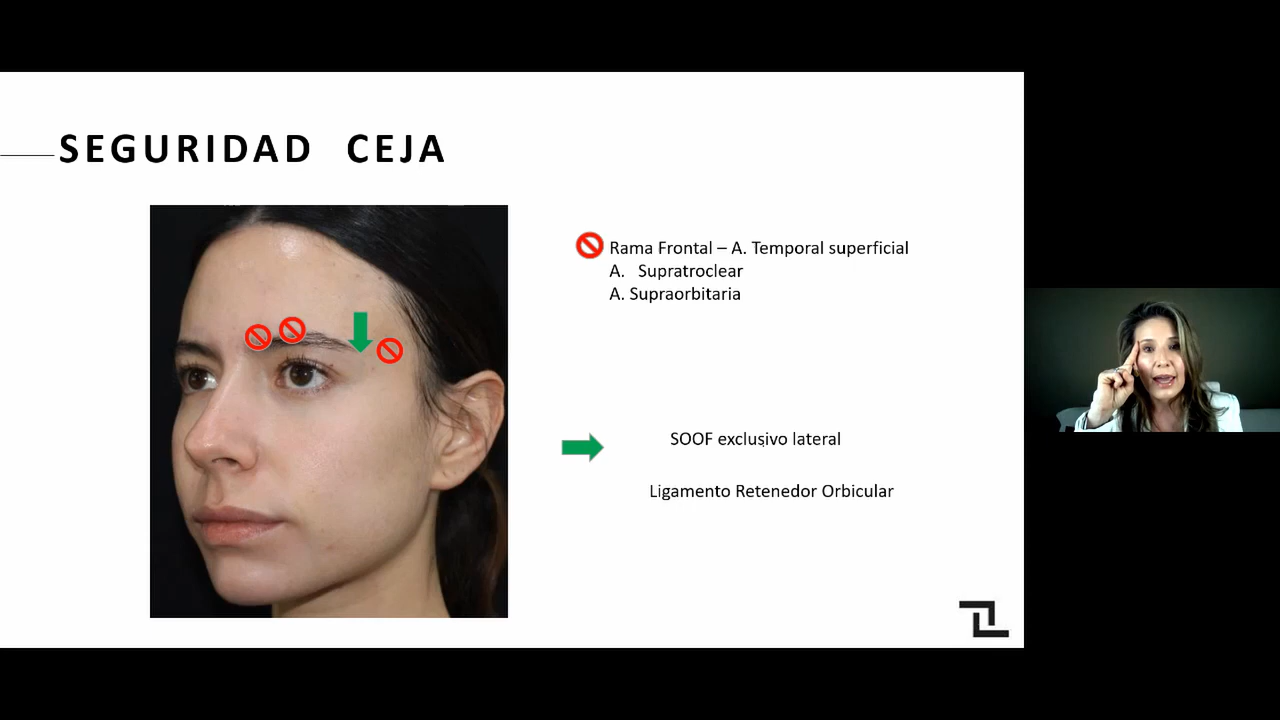 SEGURIDAD CEJA
Rama Frontal – A. Temporal superficial
A. Supratroclear
A. Supraorbitaria
SOOF exclusivo lateral
Ligamento Retenedor Orbicular